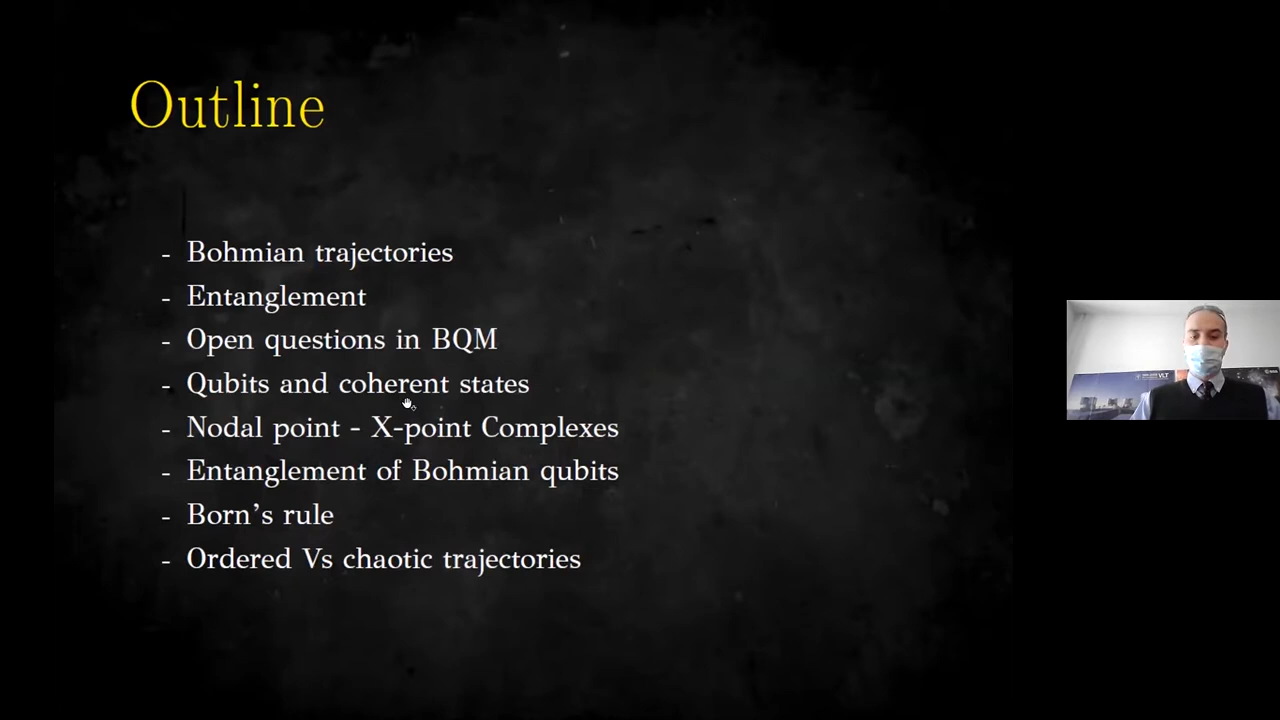 Outline
- Bohmian trajectories
- Entanglement
- Open questions in BQM
- Qubits and coherent states
- Nodal point - X-point Complexes
- Entanglement of Bohmian qubits
- Born's rule
- Ordered Vs chaotic trajectories
VLT